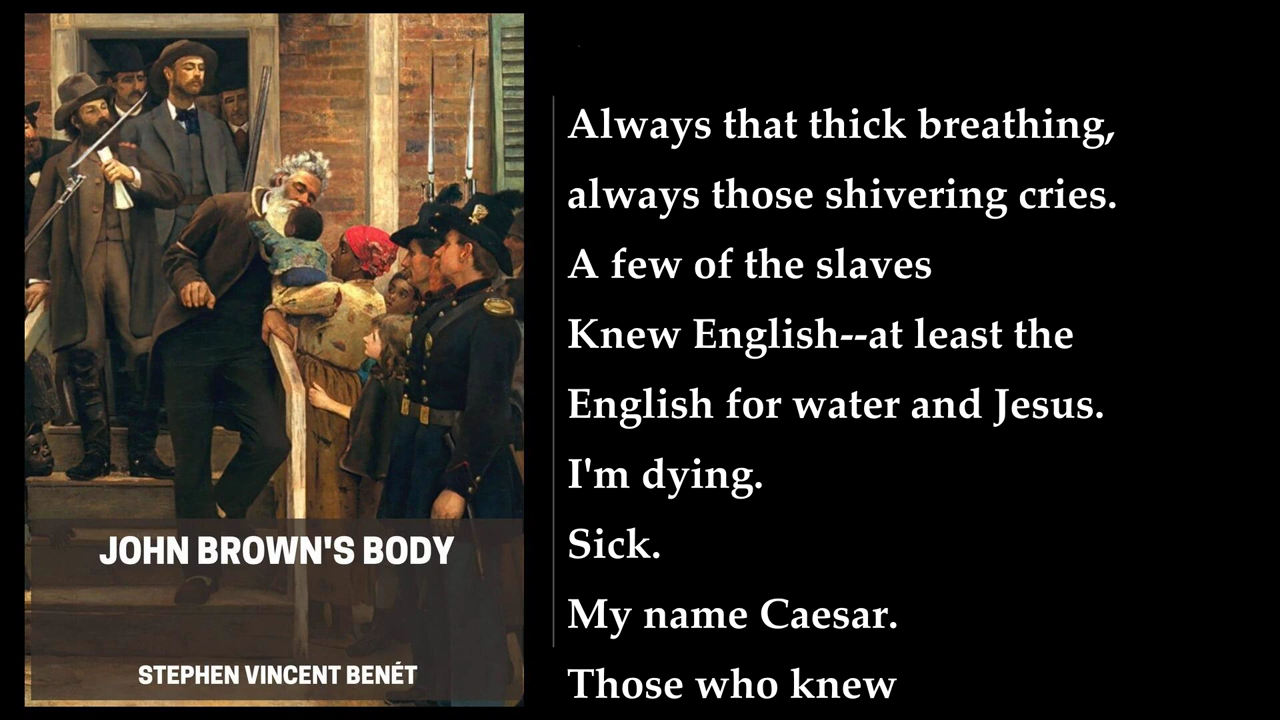 JOHN BROWN'S BODY
STEPHEN VINCENT BENÉT
Always that thick breathing,
always those shivering cries.
A few of the slaves
Knew English--at least the
English for water and Jesus.
I'm dying.
Sick.
My name Caesar.
Those who knew